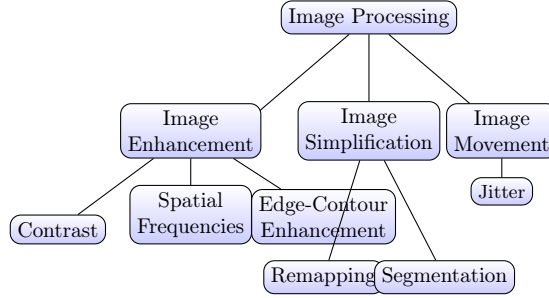 Image Processing
Image
Enhancement
Image
Simplification
Image
Movement
Contrast
Spatial
Frequencies
Edge-Contour
Enhancement
Jitter
Remapping
Segmentation